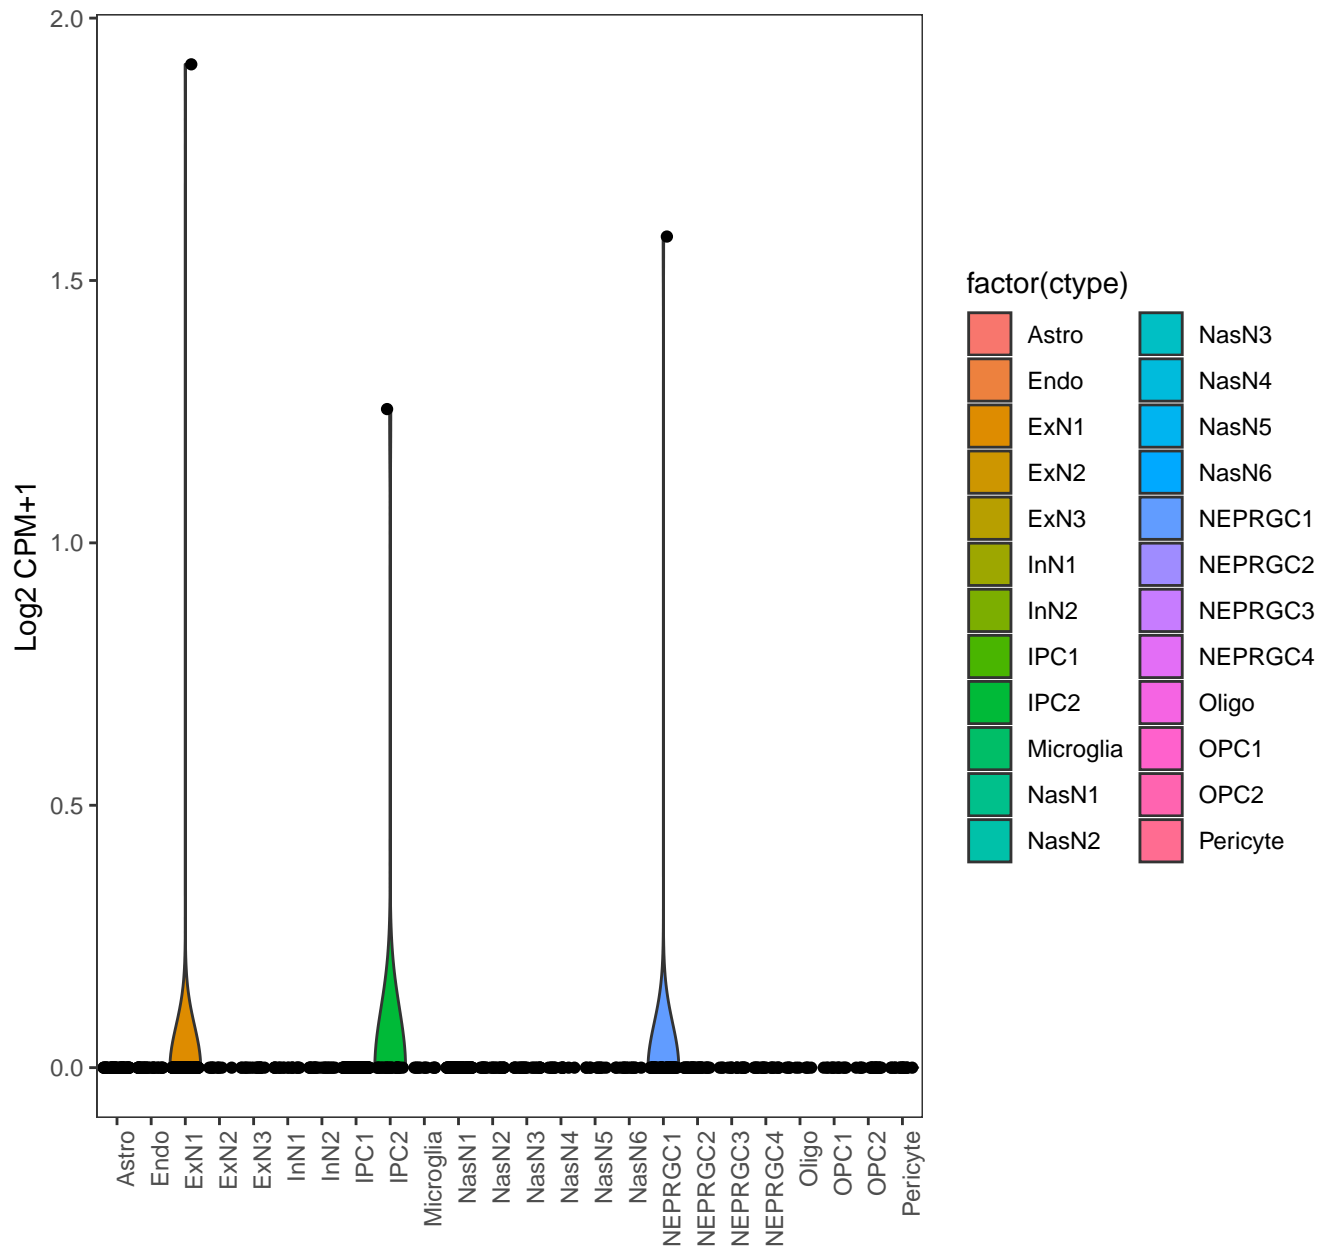 2.0
1.5
1.0
0.5
0.0
Log2 CPM+1
Astro
Endo
ExN1
ExN2
ExN3
InN1
InN2
IPC1
IPC2
Microglia
NasN1
NasN2
NasN3
NasN4
NasN5
NasN6
NEPRGC1
NEPRGC2
NEPRGC3
NEPRGC4
Oligo
OPC1
OPC2
Pericyte
factor(ctype)
Astro
Endo
ExN1
ExN2
ExN3
InN1
InN2
IPC1
IPC2
Microglia
NasN1
NasN2
NasN3
NasN4
NasN5
NasN6
NEPRGC1
NEPRGC2
NEPRGC3
NEPRGC4
Oligo
OPC1
OPC2
Pericyte